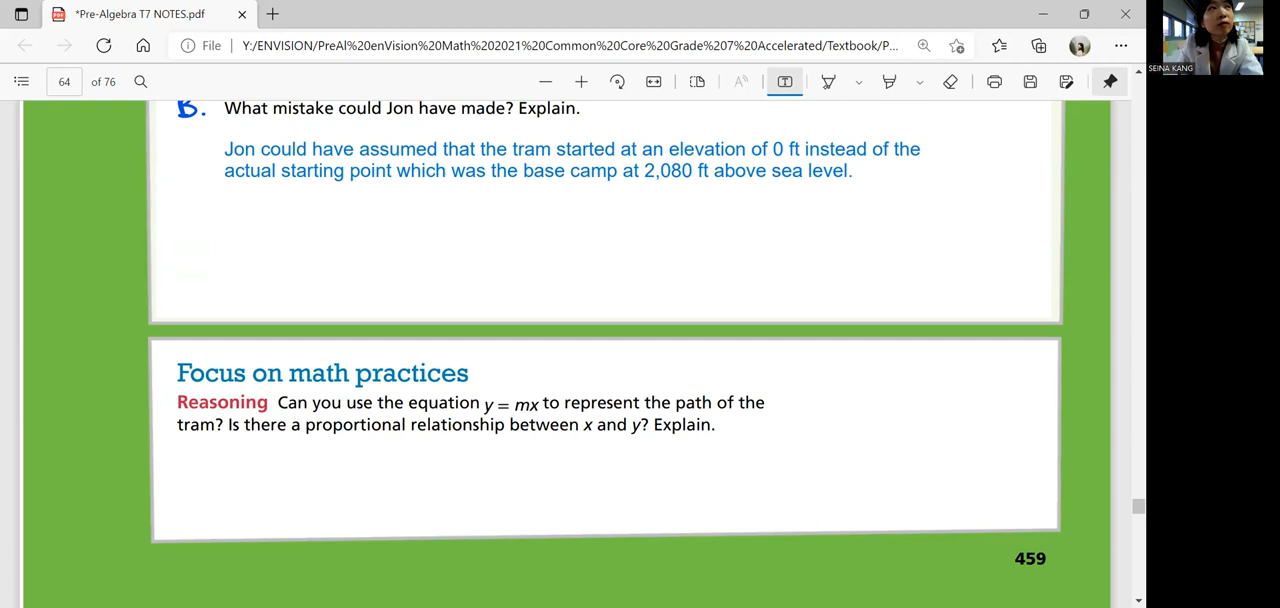 *Pre-Algebra T7 NOTES.pdf
File
Y:/ENVISION/PreAl%20enVision%20Math%202021%20Common%20Core%20Grade%207%20Accelerated/Textbook/P...
64 of 76
SEINA KANG
B. What mistake could Jon have made? Explain.
Jon could have assumed that the tram started at an elevation of 0 ft instead of the
actual starting point which was the base camp at 2,080 ft above sea level.
Focus on math practices
Reasoning Can you use the equation y = mx to represent the path of the
tram? Is there a proportional relationship between x and y? Explain.
459